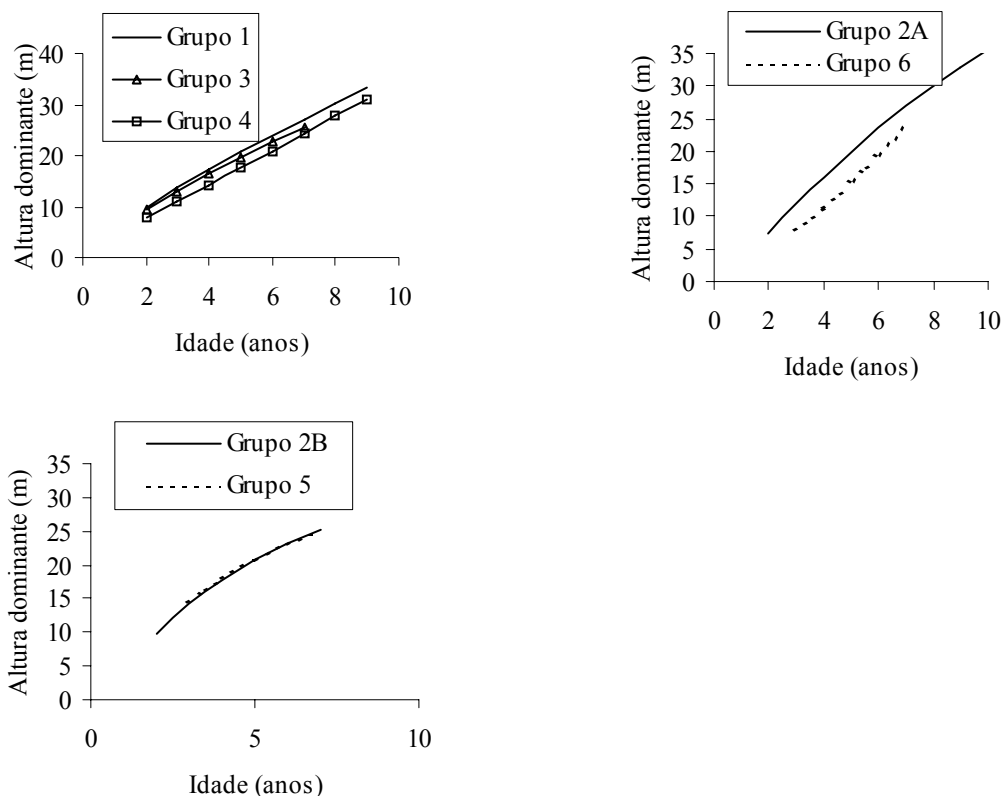 Grupo 1
Grupo 3
Grupo 4
Altura dominante (m)
40
30
20
10
0
0 2 4 6 8 10
Idade (anos)
Grupo 2A
Grupo 6
Altura dominante (m)
35
30
25
20
15
10
5
0
0 2 4 6 8 10
Idade (anos)
Grupo 2B
Grupo 5
Altura dominante (m)
35
30
25
20
15
10
5
0
0 5 10
Idade (anos)